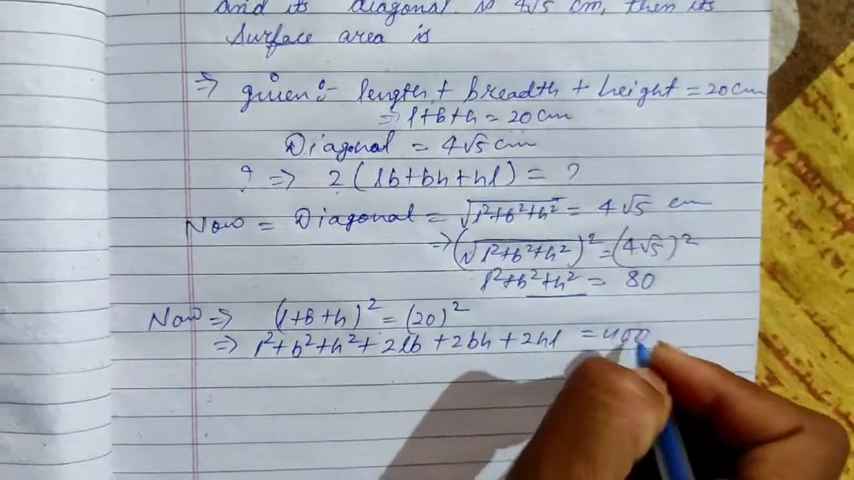 and its diagonal is 4√5 cm, then its
Surface area is
⇒ given:- length + breadth + height = 20cm
⇒ l+b+h = 20cm
Diagonal = 4√5 cm
? ⇒ 2(lb+bh+hl) = ?
Now = Diagonal = √l²+b²+h² = 4√5 cm
⇒ (√l²+b²+h²)² = (4√5)²
l²+b²+h² = 80
Now ⇒ (l+b+h)² = (20)²
⇒ l²+b²+h²+2lb+2bh+2hl = 400